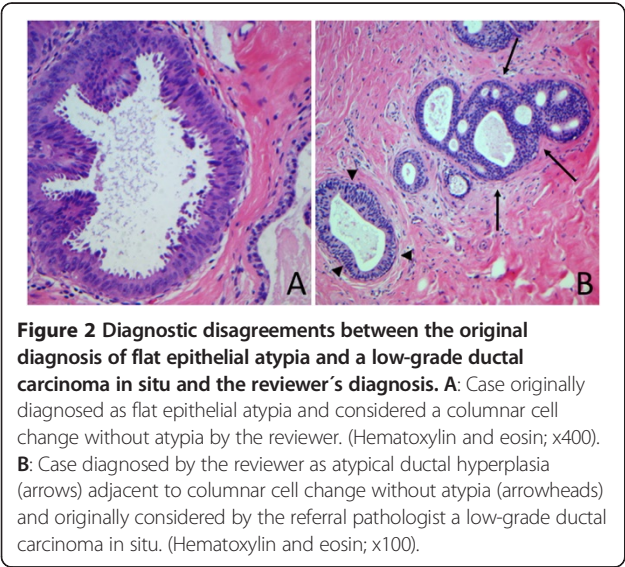 A
B
Figure 2 Diagnostic disagreements between the original
diagnosis of flat epithelial atypia and a low-grade ductal
carcinoma in situ and the reviewer´s diagnosis. A: Case originally
diagnosed as flat epithelial atypia and considered a columnar cell
change without atypia by the reviewer. (Hematoxylin and eosin; x400).
B: Case diagnosed by the reviewer as atypical ductal hyperplasia
(arrows) adjacent to columnar cell change without atypia (arrowheads)
and originally considered by the referral pathologist a low-grade ductal
carcinoma in situ. (Hematoxylin and eosin; x100).